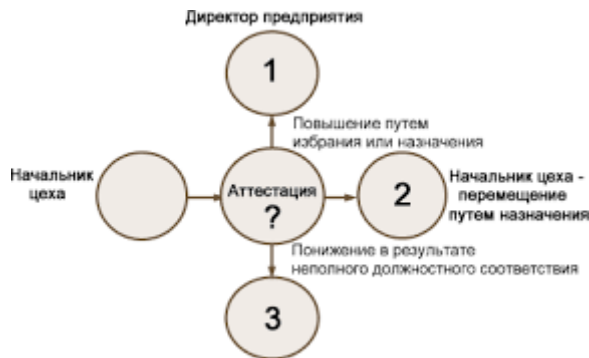 Директор предприятия
1
Повышение путем
избрания или назначения
Начальник
цеха
Аттестация
?
2
Начальник цеха -
перемещение
путем назначения
Понижение в результате
неполного должностного соответствия
3